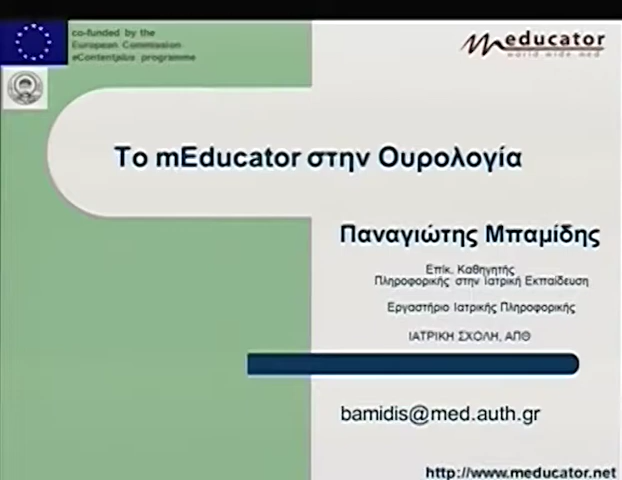 co-funded by the
European Commission
eContentplus programme
meducator
world wide med
Το mEducator στην Ουρολογία
Παναγιώτης Μπαμίδης
Επίκ. Καθηγητής
Πληροφορικής στην Ιατρική Εκπαίδευση
Εργαστήριο Ιατρικής Πληροφορικής
ΙΑΤΡΙΚΗ ΣΧΟΛΗ, ΑΠΘ
bamidis@med.auth.gr
http://www.meducator.net